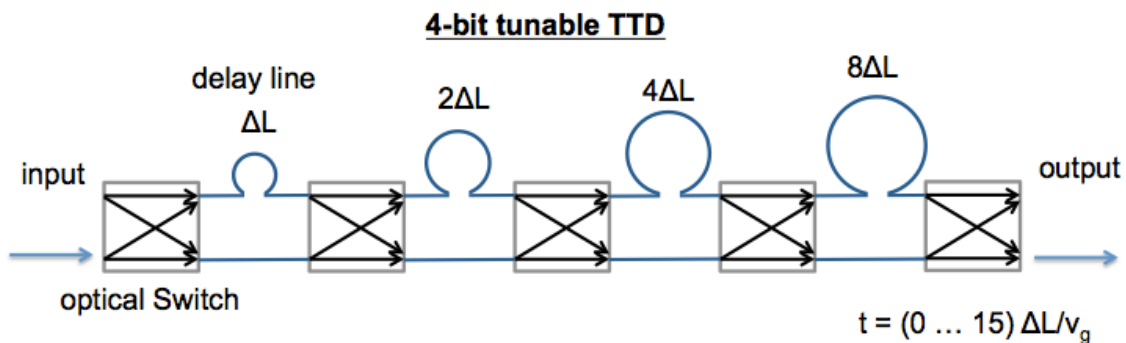 4-bit tunable TTD
delay line
ΔL
2ΔL
4ΔL
8ΔL
input
output
optical Switch
t = (0 ... 15) ΔL/vg